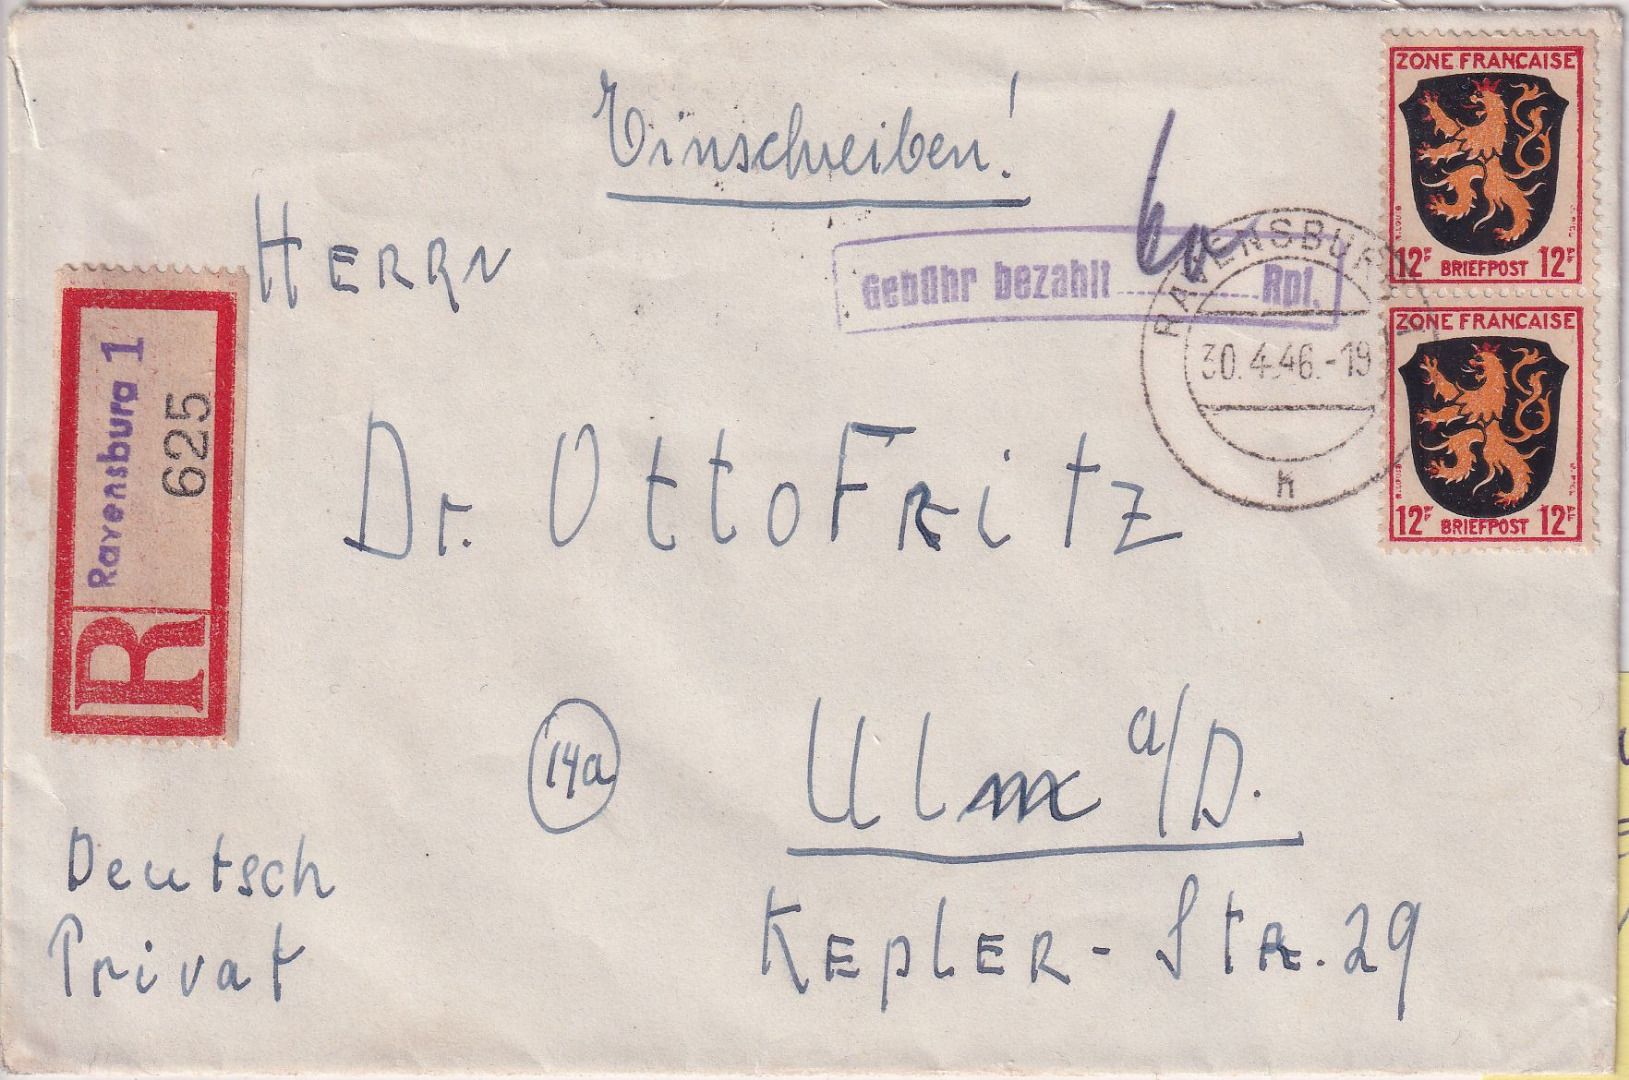 Einschreiben!
ZONE FRANCAISE
12F BRIEFPOST 12F
ZONE FRANCAISE
12F BRIEFPOST 12F
Gebühr bezahlt ........ Rpf.
RAVENSBURG
30.4.46.-19
h
HERRN
Ravensburg 1
625
R
Dr. Otto Fritz
14a
Ulm a/D.
Kepler-Str. 29
Deutsch
Privat